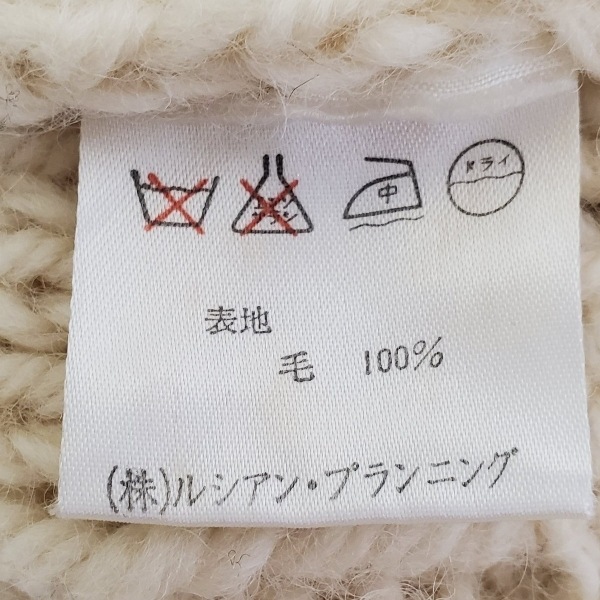 中 ドライ
表地
毛 100%
(株)ルシアン・プランニング